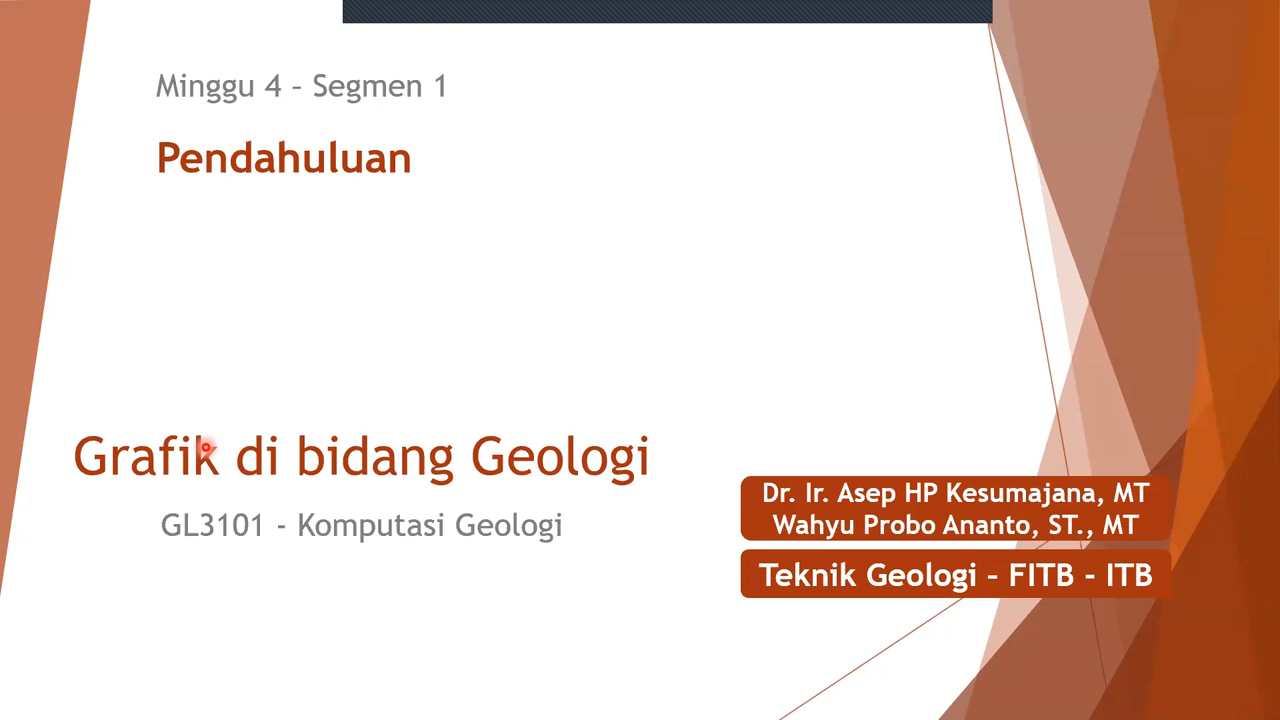 Minggu 4 – Segmen 1
Pendahuluan
Grafik di bidang Geologi
GL3101 - Komputasi Geologi
Dr. Ir. Asep HP Kesumajana, MT
Wahyu Probo Ananto, ST., MT
Teknik Geologi – FITB - ITB